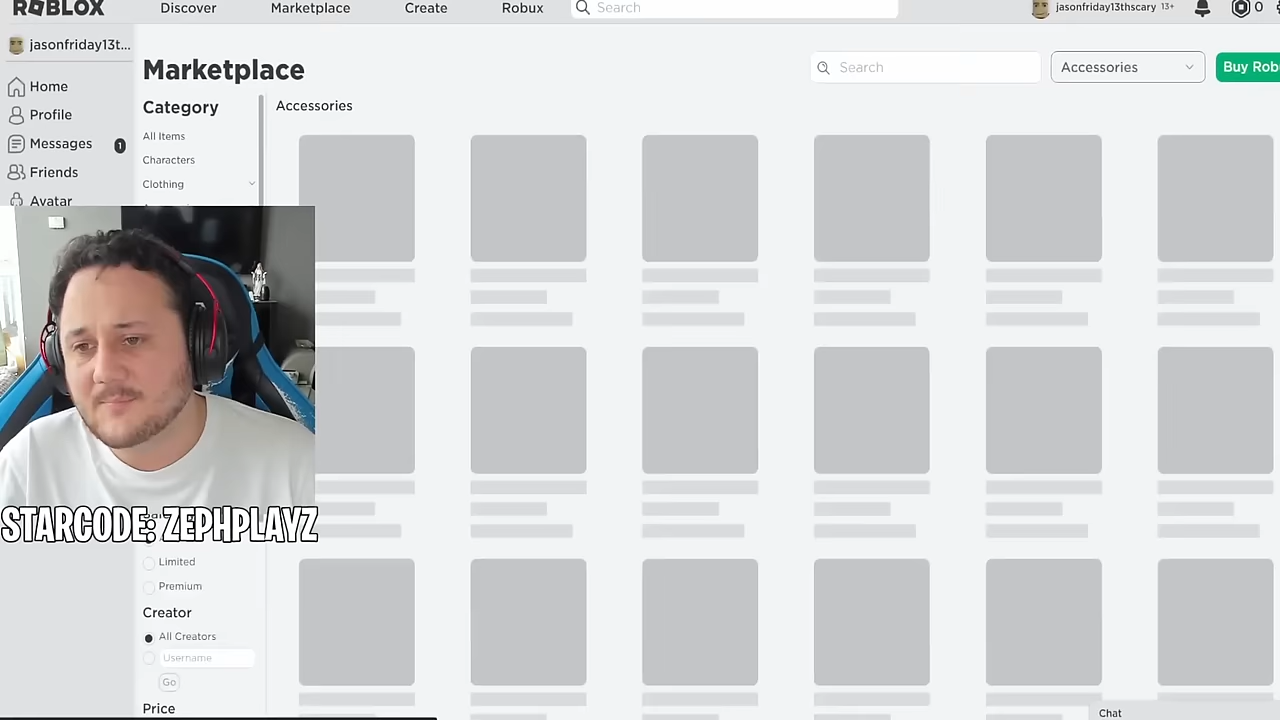 ROBLOX
Discover
Marketplace
Create
Robux
Search
jasonfriday13thscary 13+
0
jasonfriday13t...
Home
Profile
Messages
1
Friends
Avatar
Marketplace
Search
Accessories
Buy Rob
Category
All Items
Characters
Clothing
Accessories
STARCODE: ZEPHPLAYZ
Limited
Premium
Creator
All Creators
Username
Go
Price
Chat